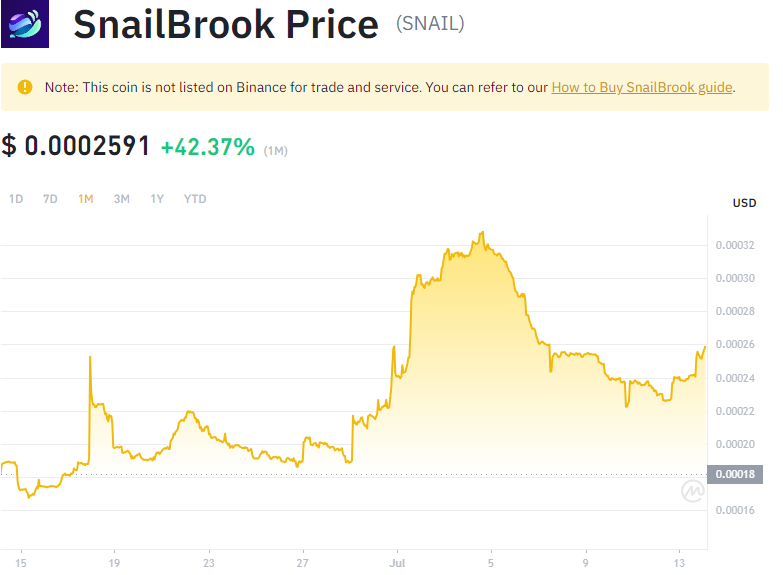 SnailBrook Price (SNAIL)
Note: This coin is not listed on Binance for trade and service. You can refer to our How to Buy SnailBrook guide.
$ 0.0002591 +42.37% (1M)
1D 7D 1M 3M 1Y YTD
USD
0.00032
0.00030
0.00028
0.00026
0.00024
0.00022
0.00020
0.00018
0.00016
15 19 23 27 Jul 5 9 13